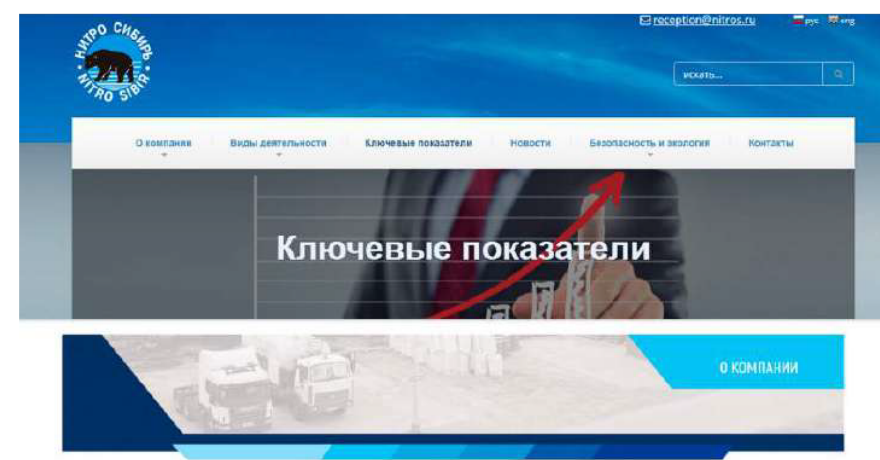 НИТРО СИБИРЬ
NITRO SIBIR
reception@nitros.ru
рус
eng
искать...
О компании
Виды деятельности
Ключевые показатели
Новости
Безопасность и экология
Контакты
Ключевые показатели
О КОМПАНИИ